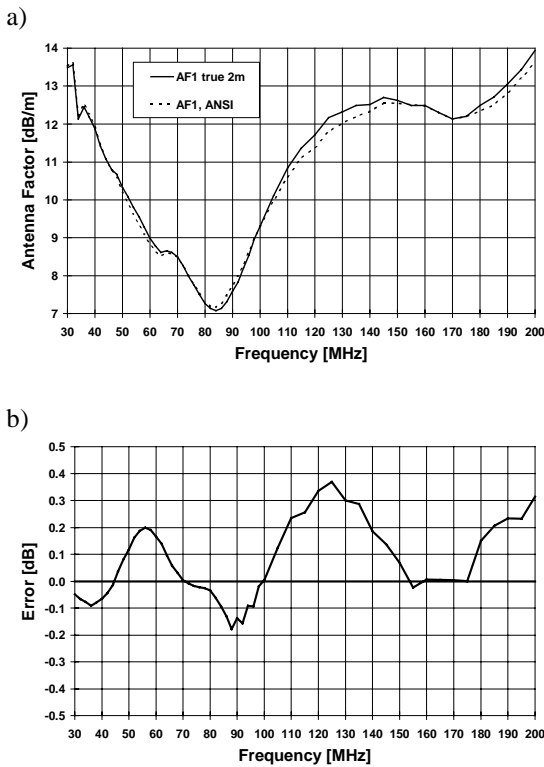 a)
14
13
12
11
10
9
8
7
Antenna Factor [dB/m]
AF1 true 2m
AF1, ANSI
30 40 50 60 70 80 90 100 110 120 130 140 150 160 170 180 190 200
Frequency [MHz]
b)
0.5
0.4
0.3
0.2
0.1
0.0
-0.1
-0.2
-0.3
-0.4
-0.5
Error [dB]
30 40 50 60 70 80 90 100 110 120 130 140 150 160 170 180 190 200
Frequency [MHz]